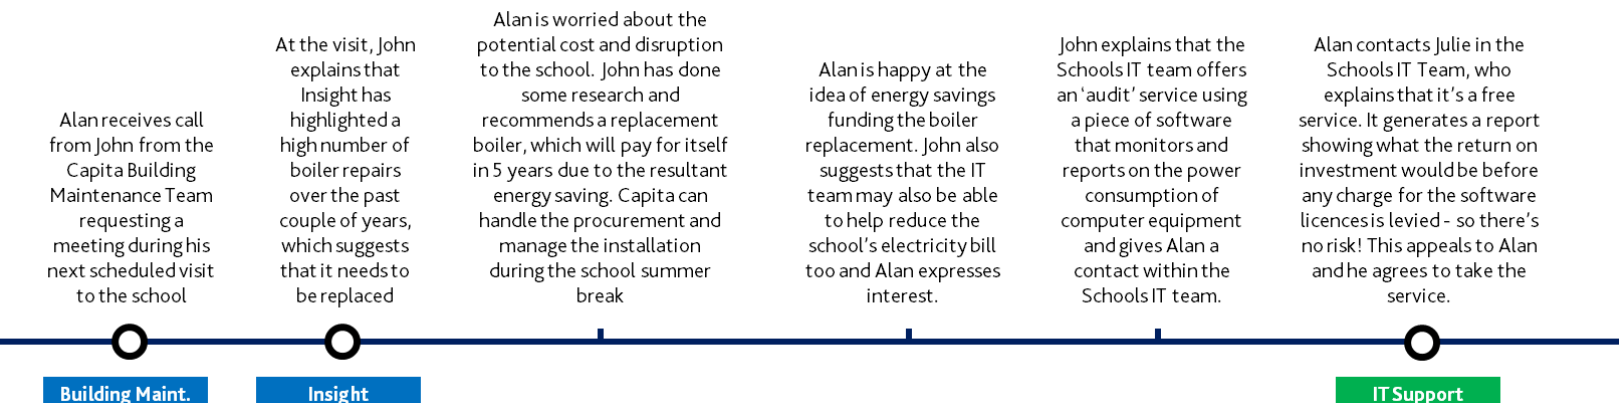 Alan receives call
from John from the
Capita Building
Maintenance Team
requesting a
meeting during his
next scheduled visit
to the school
At the visit, John
explains that
Insight has
highlighted a
high number of
boiler repairs
over the past
couple of years,
which suggests
that it needs to
be replaced
Alan is worried about the
potential cost and disruption
to the school. John has done
some research and
recommends a replacement
boiler, which will pay for itself
in 5 years due to the resultant
energy saving. Capita can
handle the procurement and
manage the installation
during the school summer
break
Alan is happy at the
idea of energy savings
funding the boiler
replacement. John also
suggests that the IT
team may also be able
to help reduce the
school's electricity bill
too and Alan expresses
interest.
John explains that the
Schools IT team offers
an ‘audit’ service using
a piece of software
that monitors and
reports on the power
consumption of
computer equipment
and gives Alan a
contact within the
Schools IT team.
Alan contacts Julie in the
Schools IT Team, who
explains that it's a free
service. It generates a report
showing what the return on
investment would be before
any charge for the software
licences is levied - so there's
no risk! This appeals to Alan
and he agrees to take the
service.
Building Maint.
Insight
IT Support